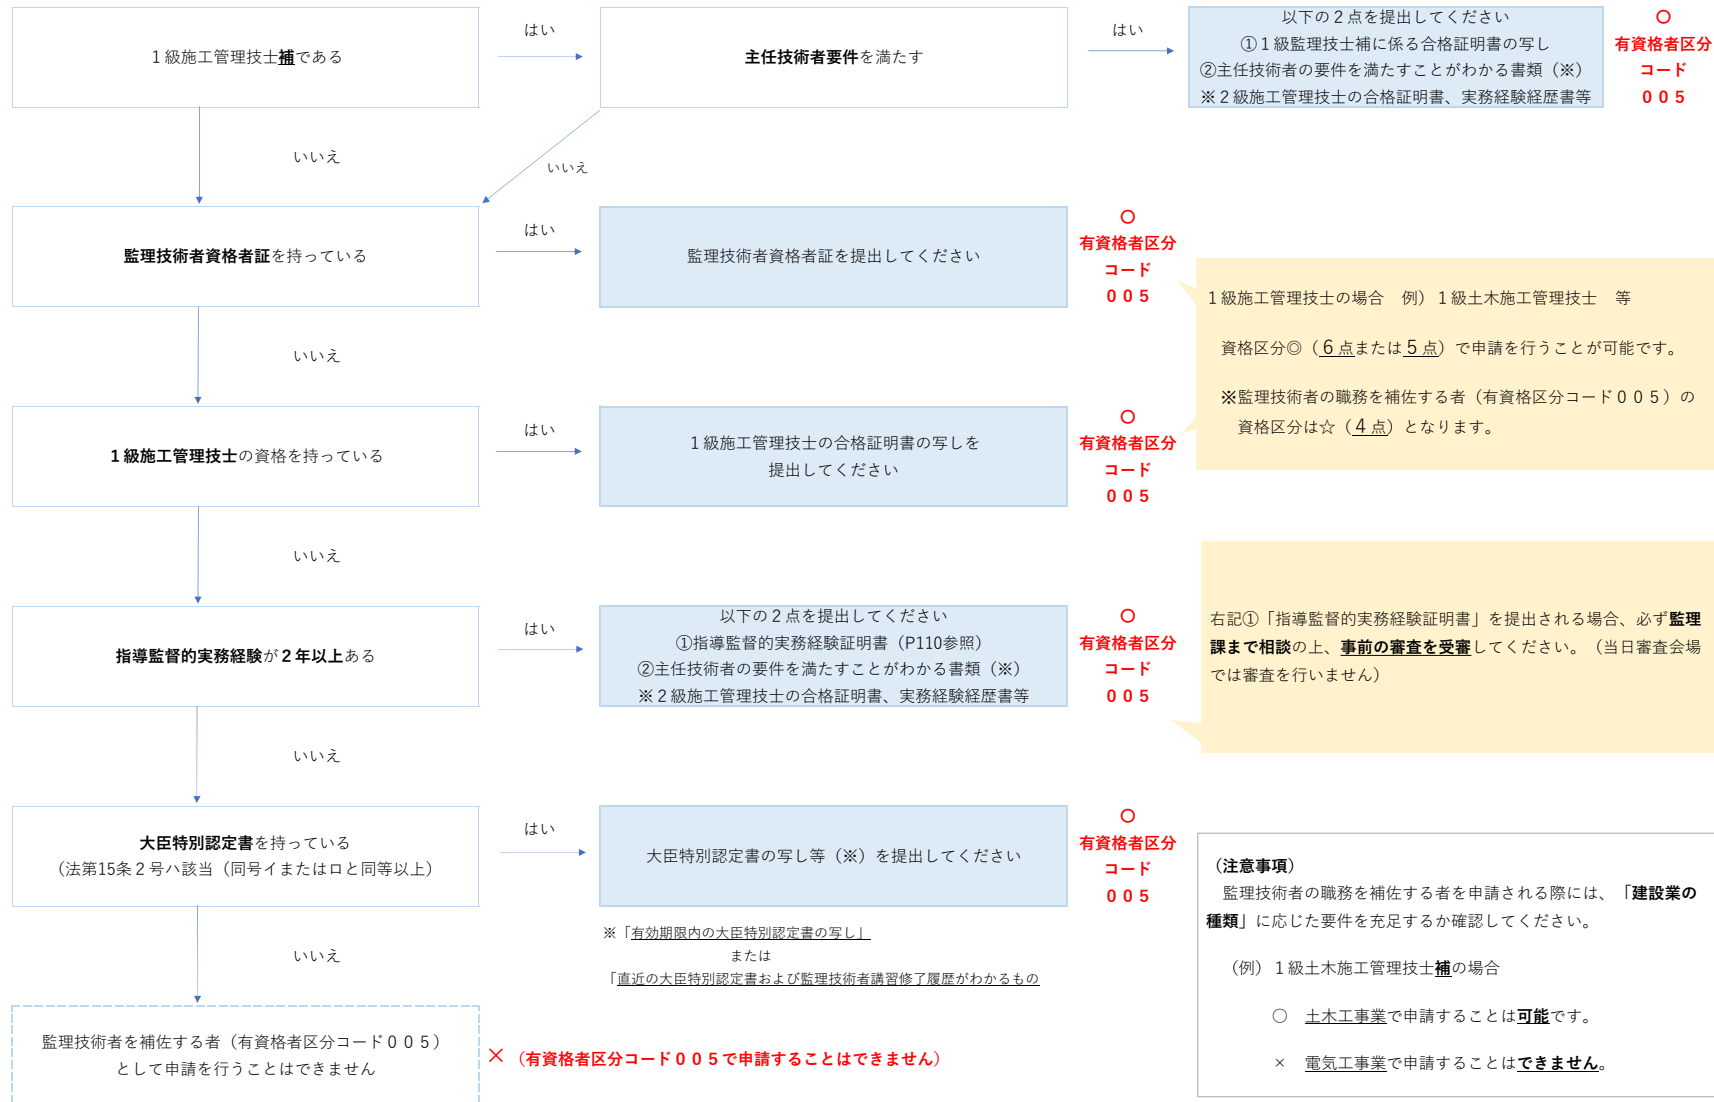 １級施工管理技士補である
はい
主任技術者要件を満たす
はい
以下の２点を提出してください
①１級監理技士補に係る合格証明書の写し
②主任技術者の要件を満たすことがわかる書類（※）
※２級施工管理技士の合格証明書、実務経験経歴書等
○
有資格者区分
コード
００５
いいえ
いいえ
監理技術者資格者証を持っている
はい
監理技術者資格者証を提出してください
○
有資格者区分
コード
００５
１級施工管理技士の場合　例）１級土木施工管理技士　等
資格区分◎（６点または５点）で申請を行うことが可能です。
※監理技術者の職務を補佐する者（有資格区分コード００５）の
資格区分は☆（４点）となります。
いいえ
１級施工管理技士の資格を持っている
はい
１級施工管理技士の合格証明書の写しを
提出してください
○
有資格者区分
コード
００５
いいえ
指導監督的実務経験が２年以上ある
はい
以下の２点を提出してください
①指導監督的実務経験証明書（P110参照）
②主任技術者の要件を満たすことがわかる書類（※）
※２級施工管理技士の合格証明書、実務経験経歴書等
○
有資格者区分
コード
００５
右記①「指導監督的実務経験証明書」を提出される場合、必ず監理
課まで相談の上、事前の審査を受審してください。（当日審査会場
では審査を行いません）
いいえ
大臣特別認定書を持っている
（法第15条２号ハ該当（同号イまたはロと同等以上）
はい
大臣特別認定書の写し等（※）を提出してください
○
有資格者区分
コード
００５
※「有効期限内の大臣特別認定書の写し」
または
「直近の大臣特別認定書および監理技術者講習修了履歴がわかるもの
いいえ
監理技術者を補佐する者（有資格者区分コード００５）
として申請を行うことはできません
×（有資格者区分コード００５で申請することはできません）
（注意事項）
監理技術者の職務を補佐する者を申請される際には、「建設業の
種類」に応じた要件を充足するか確認してください。
（例）１級土木施工管理技士補の場合
○　土木工事業で申請することは可能です。
×　電気工事業で申請することはできません。